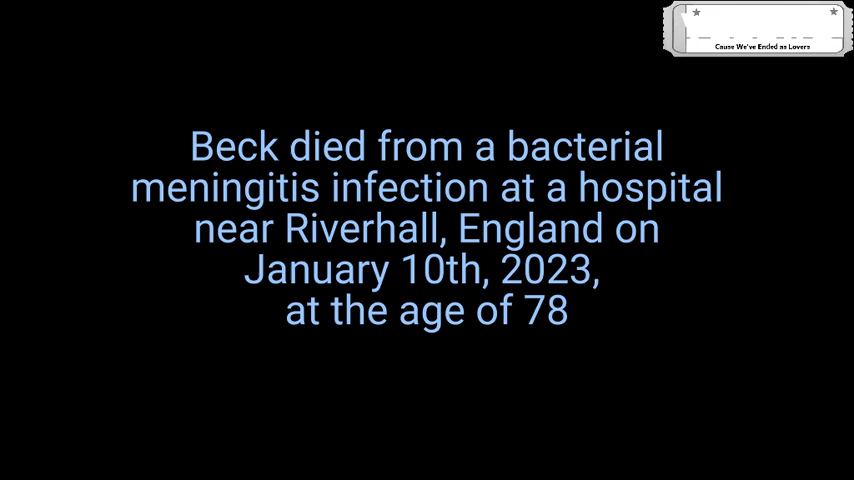 Cause We've Ended as Lovers
Beck died from a bacterial
meningitis infection at a hospital
near Riverhall, England on
January 10th, 2023,
at the age of 78